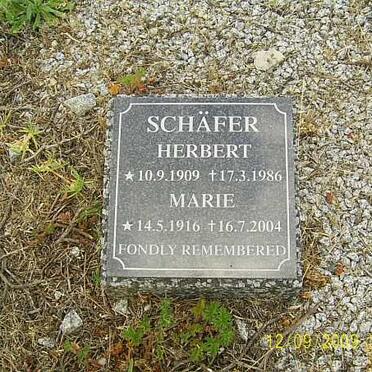 SCHÄFER
HERBERT
★ 10.9.1909 † 17.3.1986
MARIE
★ 14.5.1916 † 16.7.2004
FONDLY REMEMBERED
12.09.2009